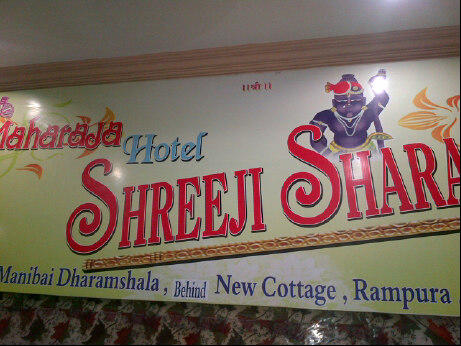 ॥श्री॥
Maharaja Hotel
SHREEJI SHARA
Manibai Dharamshala, Behind New Cottage, Rampura